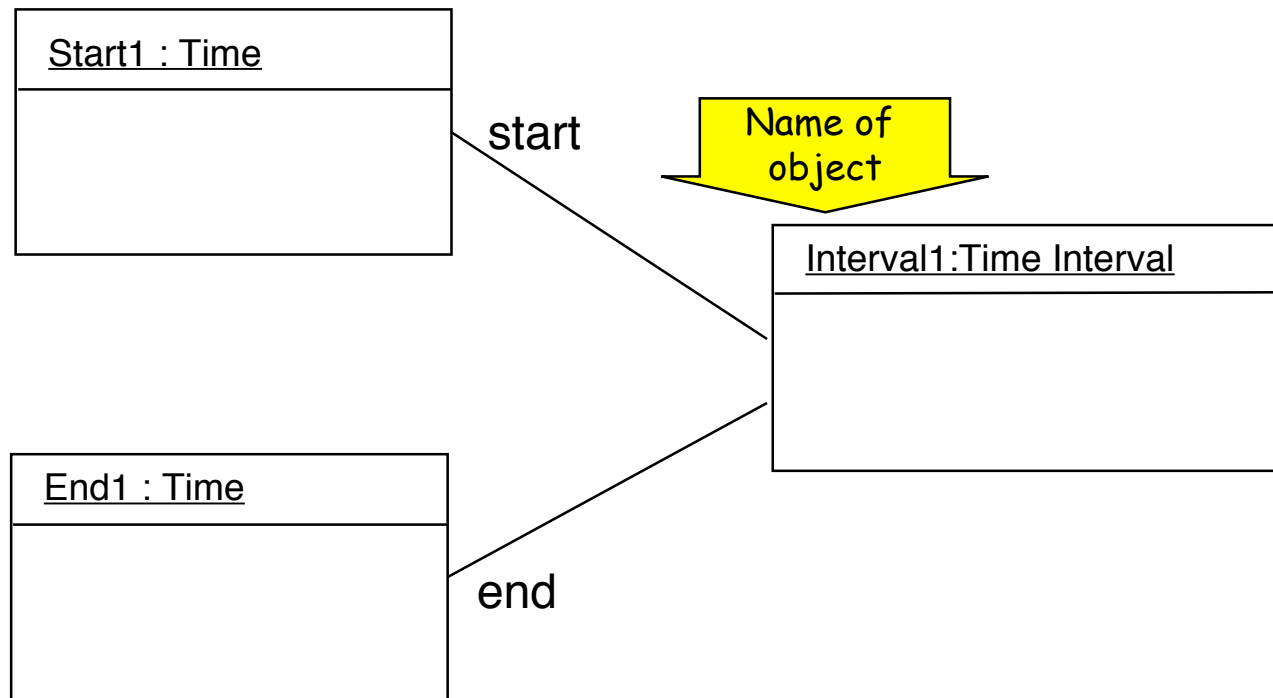 Start1 : Time
start
Name of
object
Interval1:Time Interval
End1 : Time
end